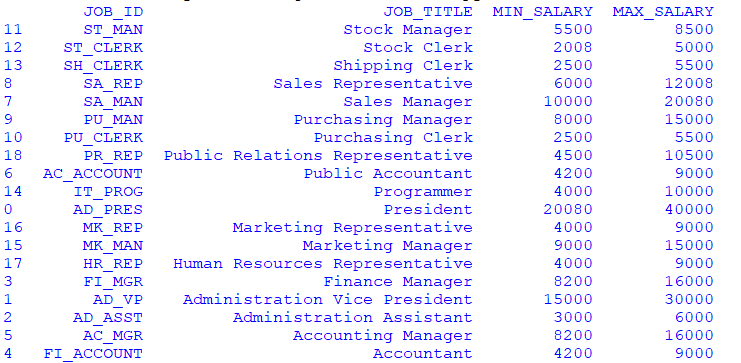 JOB_ID JOB_TITLE MIN_SALARY MAX_SALARY
11 ST_MAN Stock Manager 5500 8500
12 ST_CLERK Stock Clerk 2008 5000
13 SH_CLERK Shipping Clerk 2500 5500
8 SA_REP Sales Representative 6000 12008
7 SA_MAN Sales Manager 10000 20080
9 PU_MAN Purchasing Manager 8000 15000
10 PU_CLERK Purchasing Clerk 2500 5500
18 PR_REP Public Relations Representative 4500 10500
6 AC_ACCOUNT Public Accountant 4200 9000
14 IT_PROG Programmer 4000 10000
0 AD_PRES President 20080 40000
16 MK_REP Marketing Representative 4000 9000
15 MK_MAN Marketing Manager 9000 15000
17 HR_REP Human Resources Representative 4000 9000
3 FI_MGR Finance Manager 8200 16000
1 AD_VP Administration Vice President 15000 30000
2 AD_ASST Administration Assistant 3000 6000
5 AC_MGR Accounting Manager 8200 16000
4 FI_ACCOUNT Accountant 4200 9000